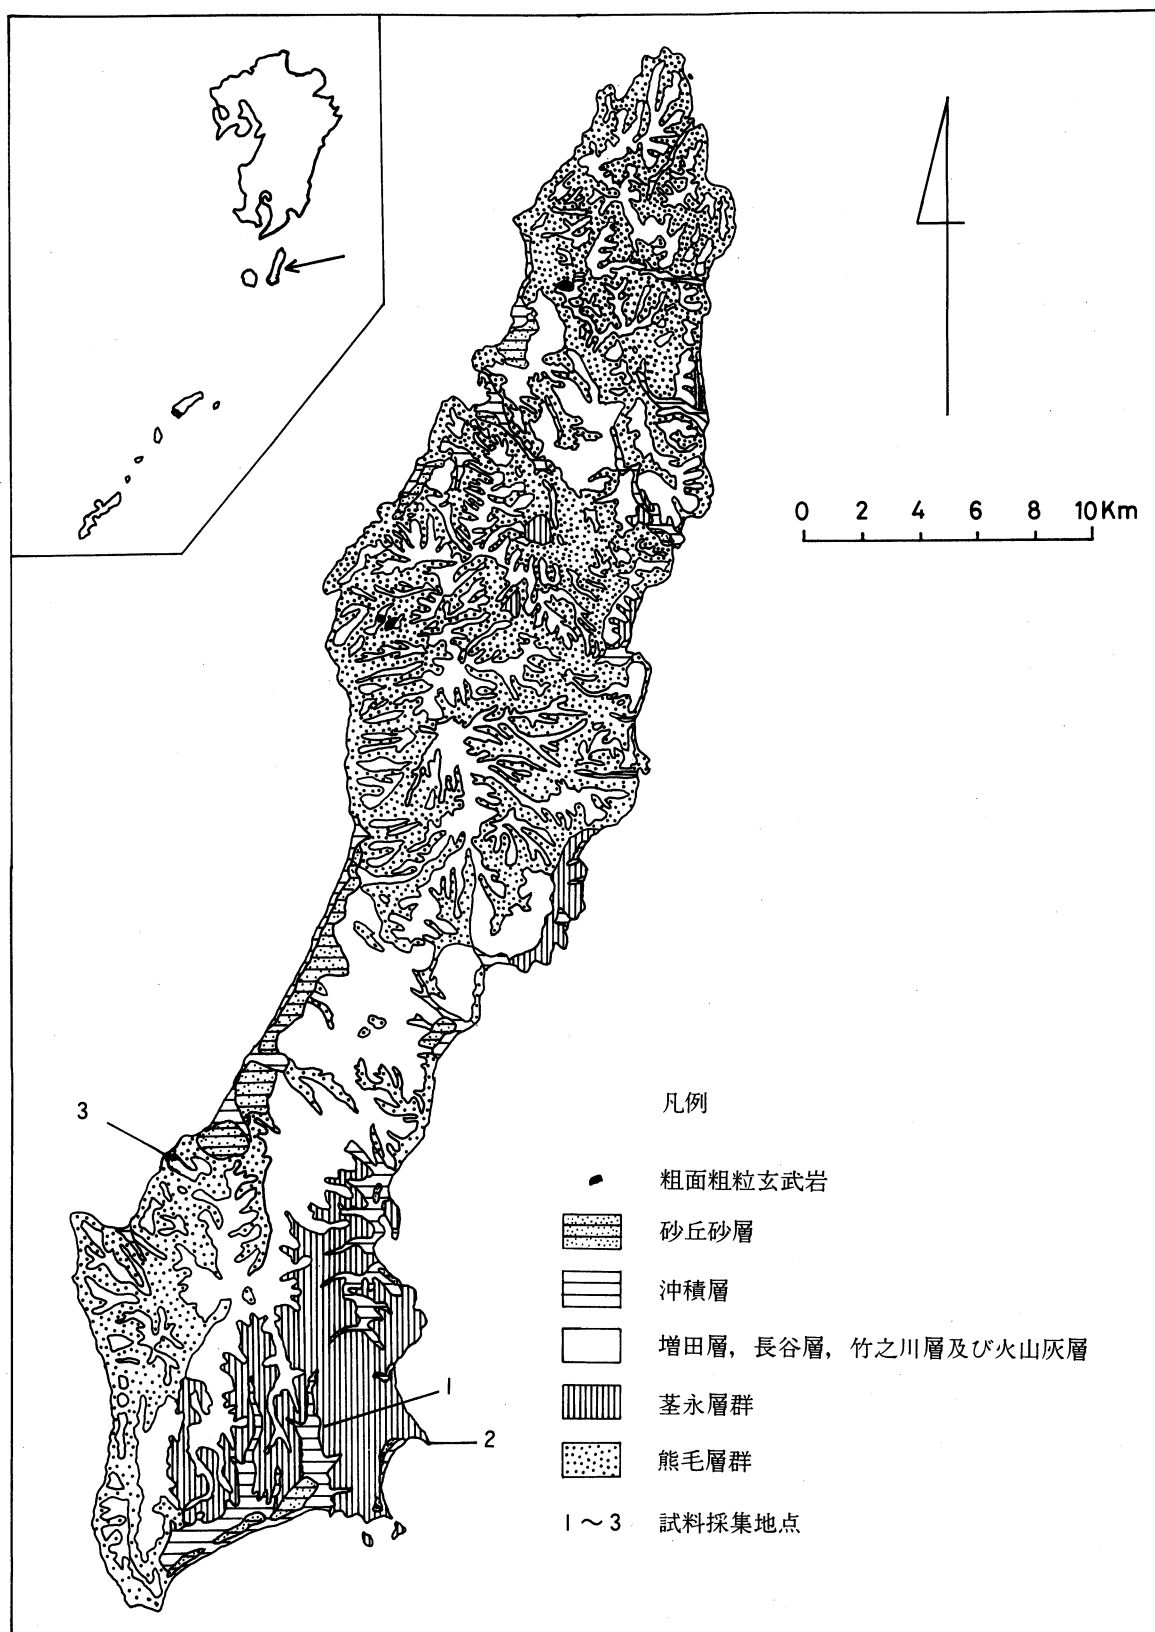 0 2 4 6 8 10Km
3
凡例
粗面粗粒玄武岩
砂丘砂層
沖積層
増田層，長谷層，竹之川層及び火山灰層
茎永層群
1
2
熊毛層群
1～3 試料採集地点